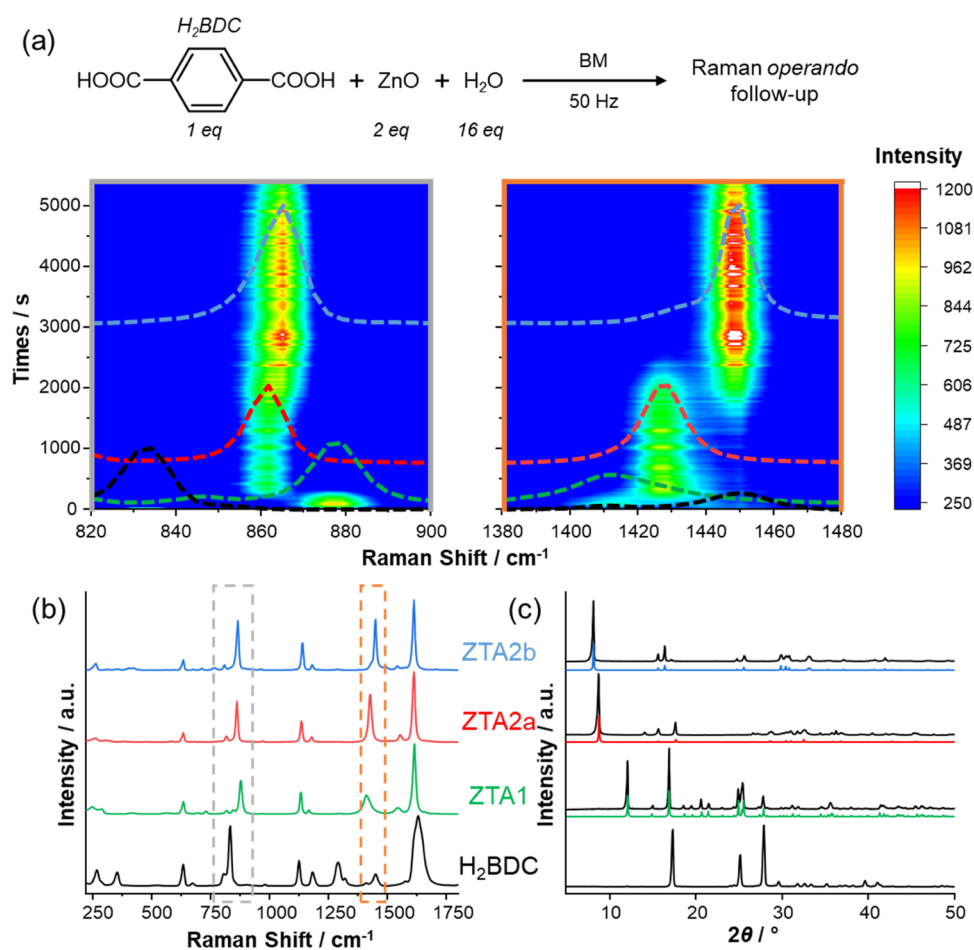 (a)
H₂BDC
HOOC COOH + ZnO + H₂O BM Raman operando
50 Hz follow-up
1 eq 2 eq 16 eq
Intensity
5000
4000
3000
2000
1000
0
Times / s
820 840 860 880 900
1380 1400 1420 1440 1460 1480
Raman Shift / cm⁻¹
1200
1081
962
844
725
606
488
369
250
(b)
ZTA2b
ZTA2a
ZTA1
H₂BDC
Intensity / a.u.
250 500 750 1000 1250 1500 1750
Raman Shift / cm⁻¹
(c)
Intensity / a.u.
10 20 30 40 50
2θ / °